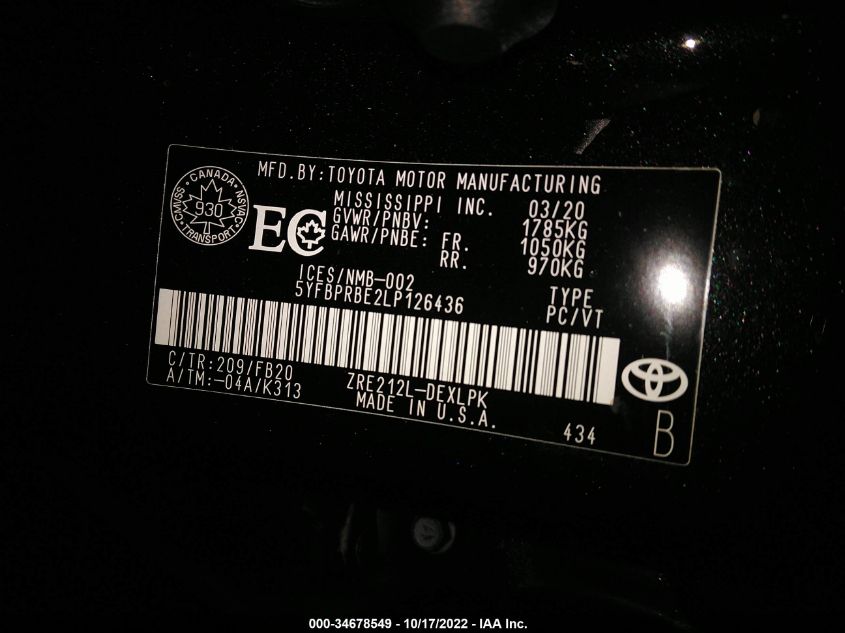 MFD.BY:TOYOTA MOTOR MANUFACTURING
MISSISSIPPI INC. 03/20
GVWR/PNBV: 1785KG
GAWR/PNBE: FR. 1050KG
RR. 970KG
CANADA
CMVSS NSVAC
930
TRANSPORT
EC
ICES/NMB-002
5YFBPRBE2LP126436
TYPE
PC/VT
C/TR:209/FB20
A/TM:-04A/K313
ZRE212L-DEXLPK
MADE IN U.S.A.
434
B
000-34678549 - 10/17/2022 - IAA Inc.